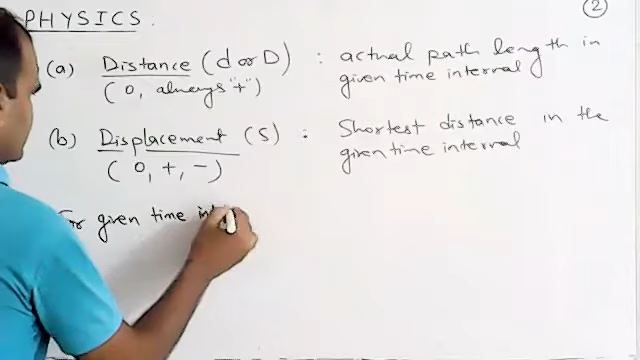 PHYSICS.
2
(a) Distance (d or D) : actual path length in
(0, always "+") given time interval
(b) Displacement (S) : Shortest distance in the
(0, +, -) given time interval
For given time int